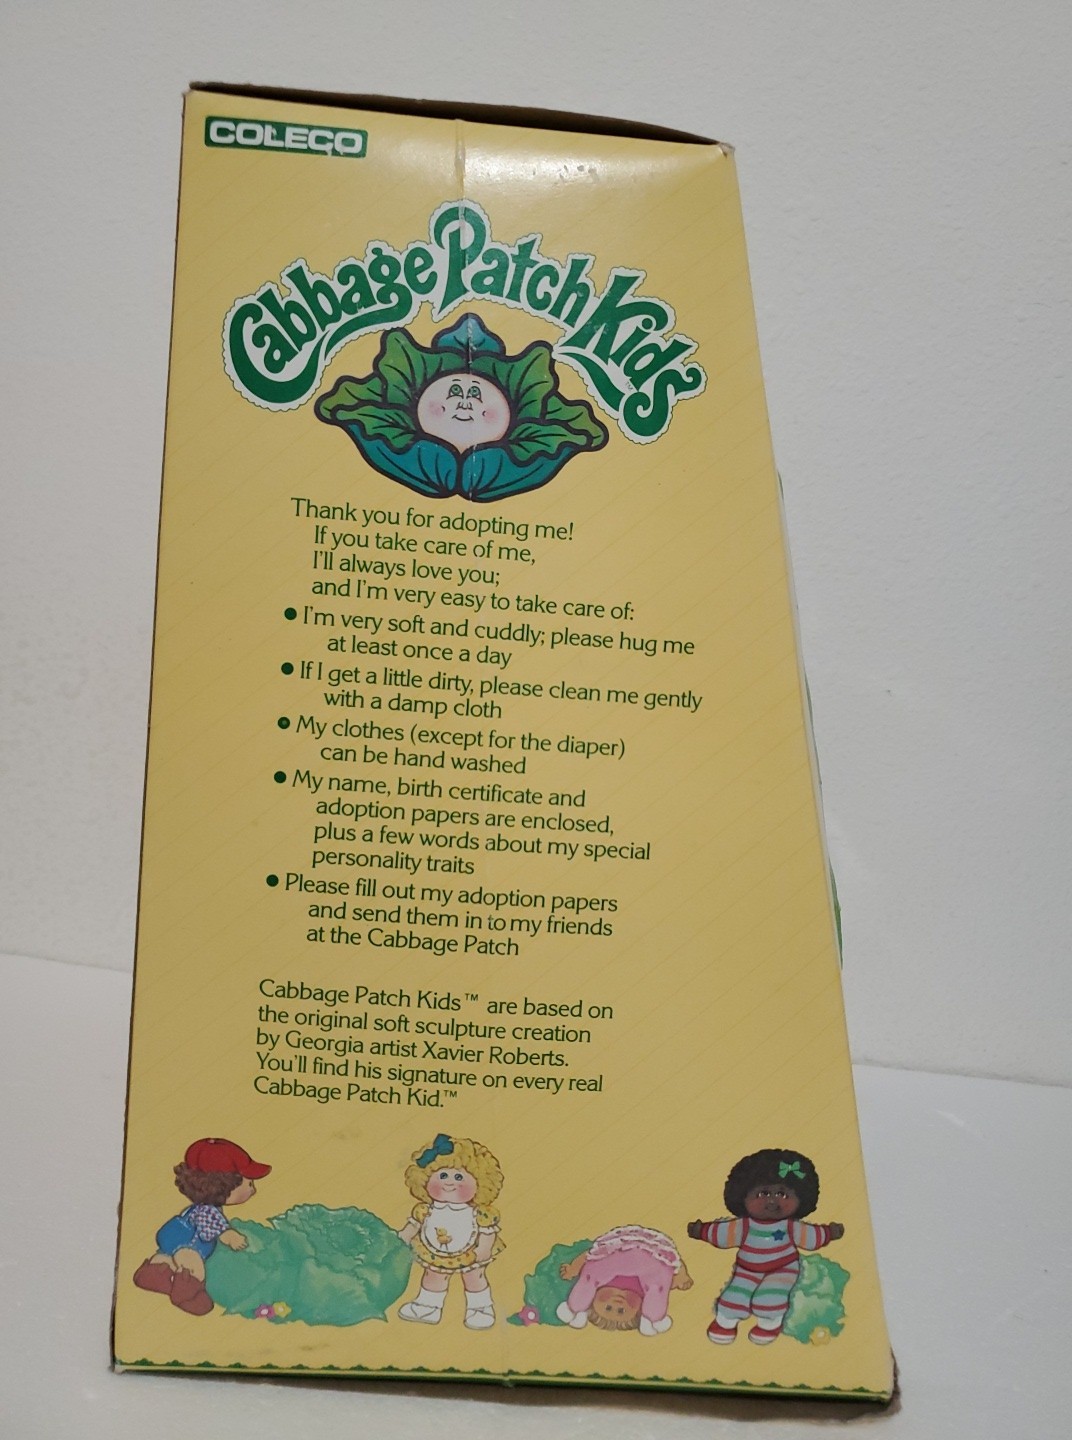 COLECO
Cabbage Patch Kids™
Thank you for adopting me!
If you take care of me,
I'll always love you;
and I'm very easy to take care of:
● I'm very soft and cuddly; please hug me
at least once a day
● If I get a little dirty, please clean me gently
with a damp cloth
● My clothes (except for the diaper)
can be hand washed
● My name, birth certificate and
adoption papers are enclosed,
plus a few words about my special
personality traits
● Please fill out my adoption papers
and send them in to my friends
at the Cabbage Patch
Cabbage Patch Kids™ are based on
the original soft sculpture creation
by Georgia artist Xavier Roberts.
You'll find his signature on every real
Cabbage Patch Kid.™